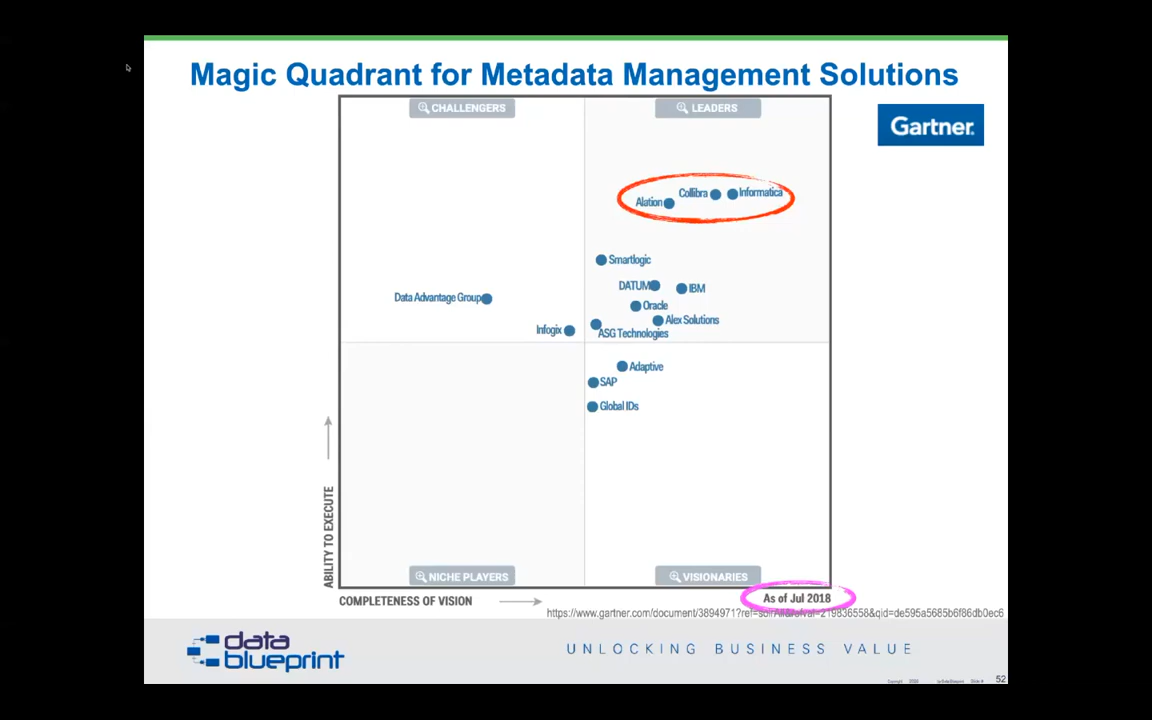 Magic Quadrant for Metadata Management Solutions
CHALLENGERS
LEADERS
Gartner.
Collibra
Informatica
Alation
Smartlogic
DATUM
IBM
Data Advantage Group
Oracle
Alex Solutions
Infogix
ASG Technologies
Adaptive
SAP
Global IDs
ABILITY TO EXECUTE
NICHE PLAYERS
VISIONARIES
COMPLETENESS OF VISION
As of Jul 2018
data
blueprint
UNLOCKING BUSINESS VALUE
52